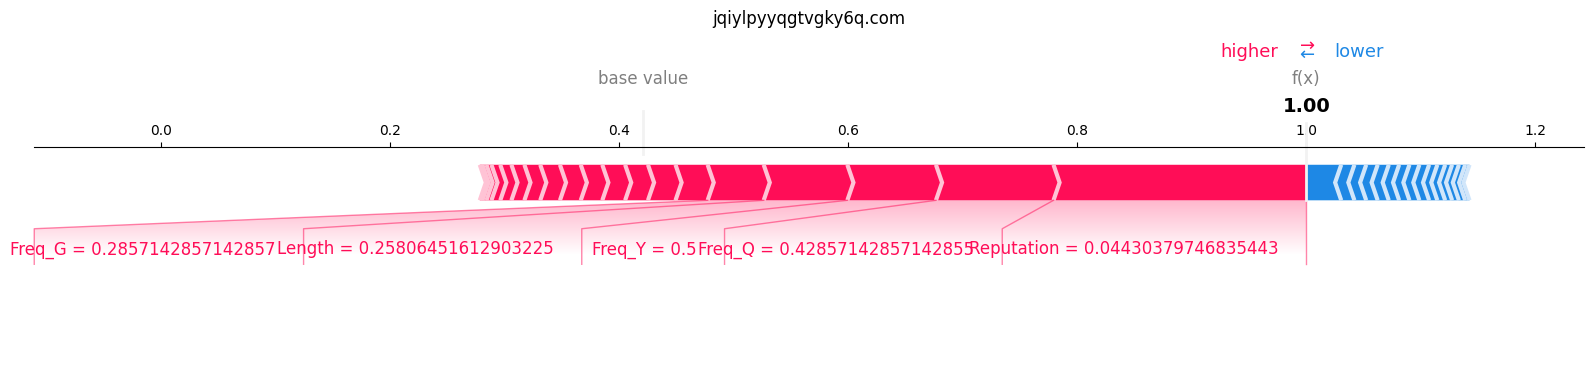 jqiylpyyqgtvgky6q.com
higher ⇄ lower
base value f(x)
1.00
0.0 0.2 0.4 0.6 0.8 1.0 1.2
Freq_G = 0.2857142857142857 Length = 0.25806451612903225 Freq_Y = 0.5 Freq_Q = 0.42857142857142855 Reputation = 0.04430379746835443